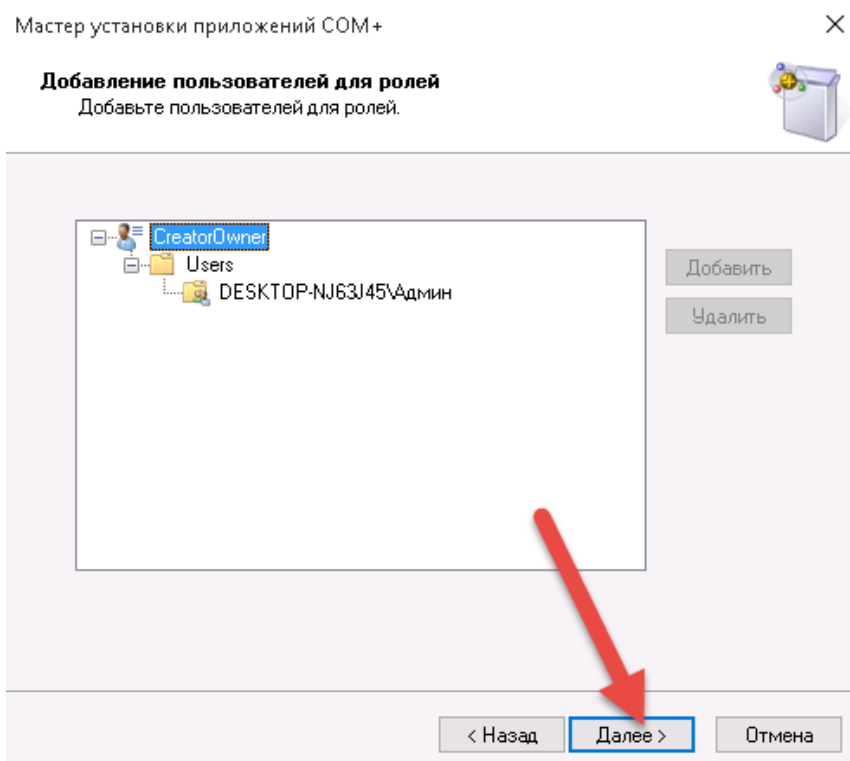 Мастер установки приложений COM+
Добавление пользователей для ролей
Добавьте пользователей для ролей.
CreatorOwner
Users
DESKTOP-NJ63J45\Админ
Добавить
Удалить
< Назад
Далее >
Отмена